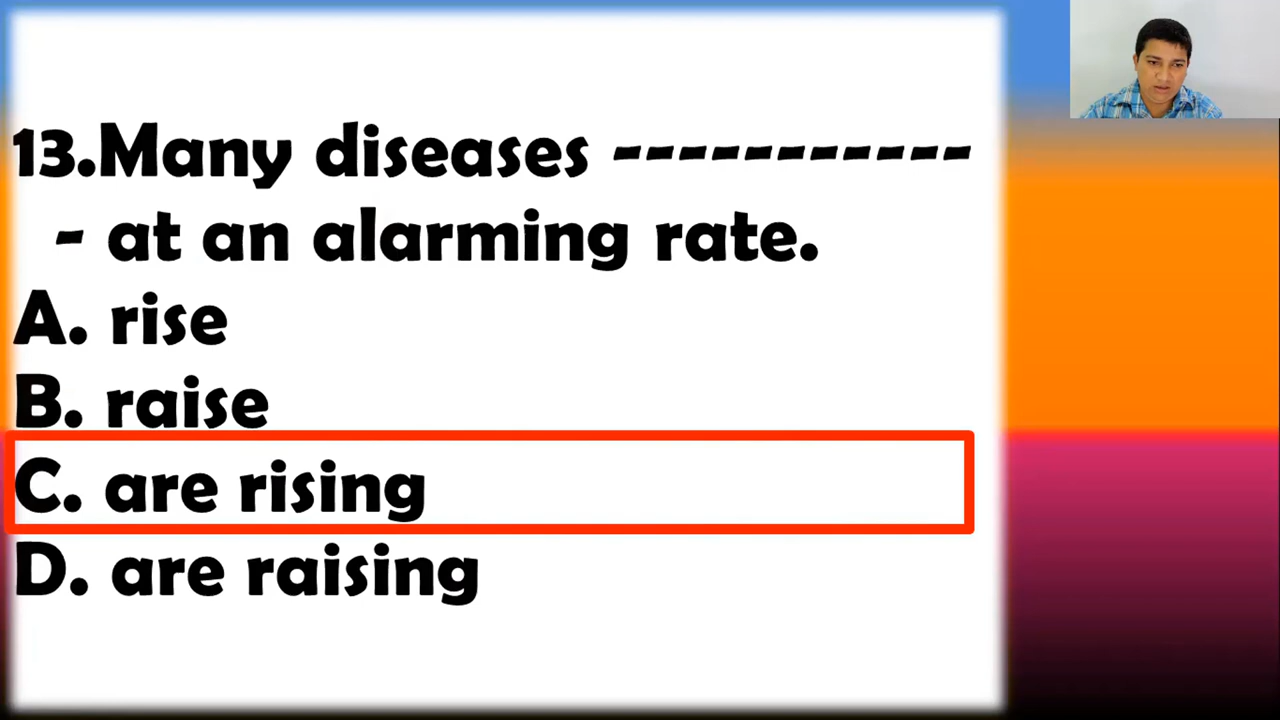 13.Many diseases -----------
- at an alarming rate.
A. rise
B. raise
C. are rising
D. are raising